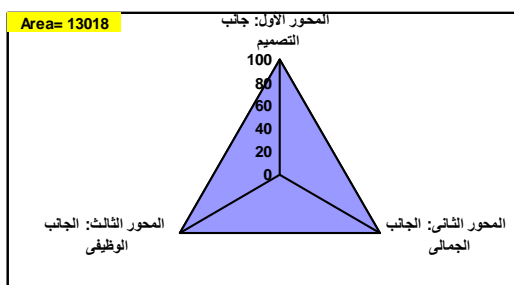 Area= 13018
المحور الأول: جانب
التصميم
100
80
60
40
20
0
المحور الثالث: الجانب
الوظيفى
المحور الثانى: الجانب
الجمالى